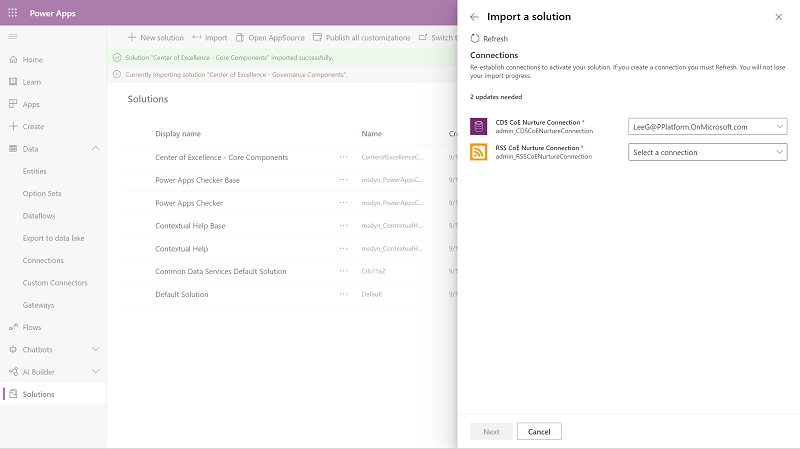 Power Apps
New solution
Import
Open AppSource
Publish all customizations
Switch t
Solution "Center of Excellence - Core Components" imported successfully.
Currently importing solution "Center of Excellence - Governance Components".
Home
Learn
Apps
Create
Data
Entities
Option Sets
Dataflows
Export to data lake
Connections
Custom Connectors
Gateways
Flows
Chatbots
AI Builder
Solutions
Solutions
Display name Name Cr
Center of Excellence - Core Components ··· CenterofExcellenceC... 9/1
Power Apps Checker Base ··· msdyn_PowerAppsC... 9/1
Power Apps Checker ··· msdyn_PowerAppsC... 9/1
Contextual Help Base ··· msdyn_ContextualH... 9/1
Contextual Help ··· msdyn_ContextualH... 9/1
Common Data Services Default Solution ··· Crb71a2 9/1
Default Solution ··· Default 9/1
Import a solution
Refresh
Connections
Re-establish connections to activate your solution. If you create a connection you must Refresh. You will not lose
your import progress.
2 updates needed
CDS CoE Nurture Connection *
admin_CDSCoENurtureConnection
LeeG@PPlatform.OnMicrosoft.com
RSS CoE Nurture Connection *
admin_RSSCoENurtureConnection
Select a connection
Next
Cancel